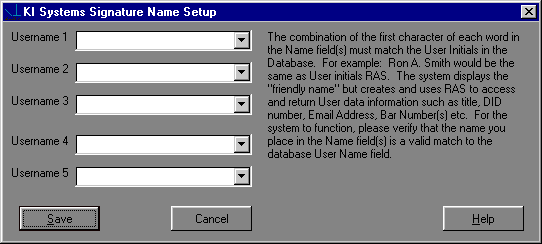 KI Systems Signature Name Setup
Username 1
Username 2
Username 3
Username 4
Username 5
The combination of the first character of each word in
the Name field(s) must match the User Initials in the
Database. For example: Ron A. Smith would be the
same as User initials RAS. The system displays the
"friendly name" but creates and uses RAS to access
and return User data information such as title, DID
number, Email Address, Bar Number(s) etc. For the
system to function, please verify that the name you
place in the Name field(s) is a valid match to the
database User Name field.
Save
Cancel
Help